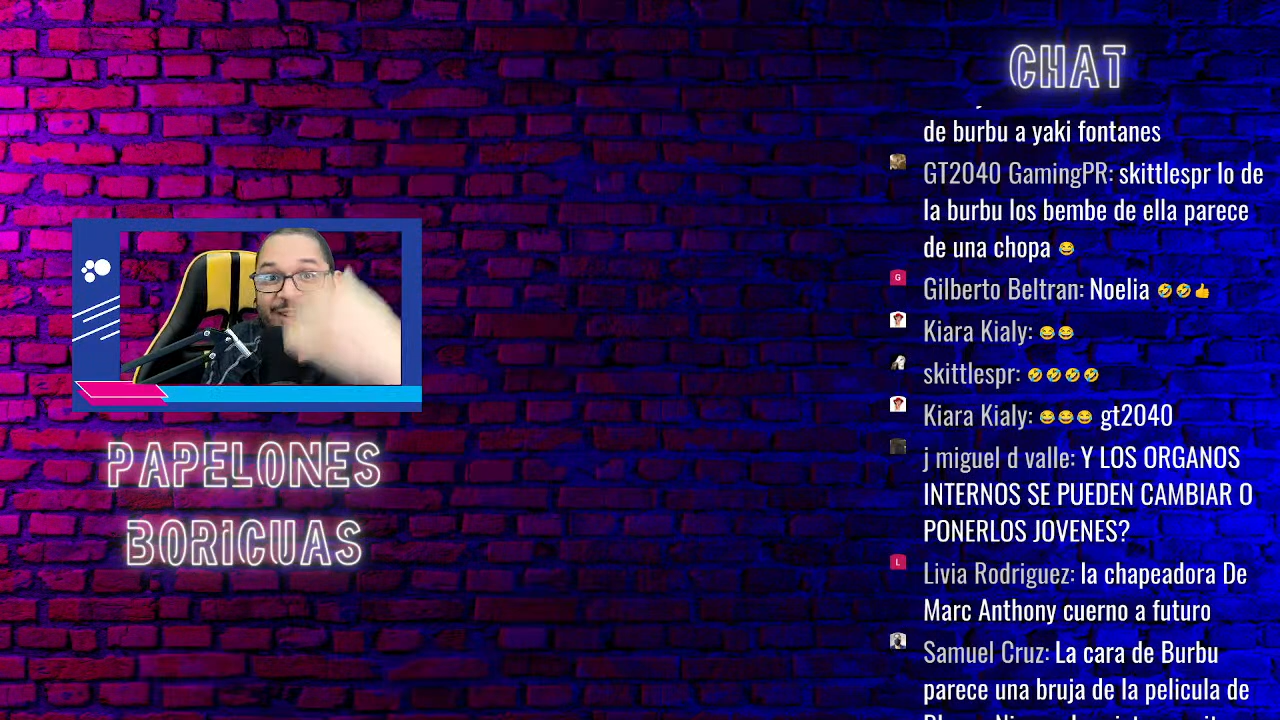 CHAT
de burbu a yaki fontanes
GT2040 GamingPR: skittlespr lo de
la burbu los bembe de ella parece
de una chopa 😂
G
Gilberto Beltran: Noelia 🤣🤣👍
Kiara Kialy: 😂😂
skittlespr: 🤣🤣🤣🤣
Kiara Kialy: 😂😂😂 gt2040
j miguel d valle: Y LOS ORGANOS
INTERNOS SE PUEDEN CAMBIAR O
PONERLOS JOVENES?
L
Livia Rodriguez: la chapeadora De
Marc Anthony cuerno a futuro
Samuel Cruz: La cara de Burbu
parece una bruja de la pelicula de
PAPELONES
BORICUAS